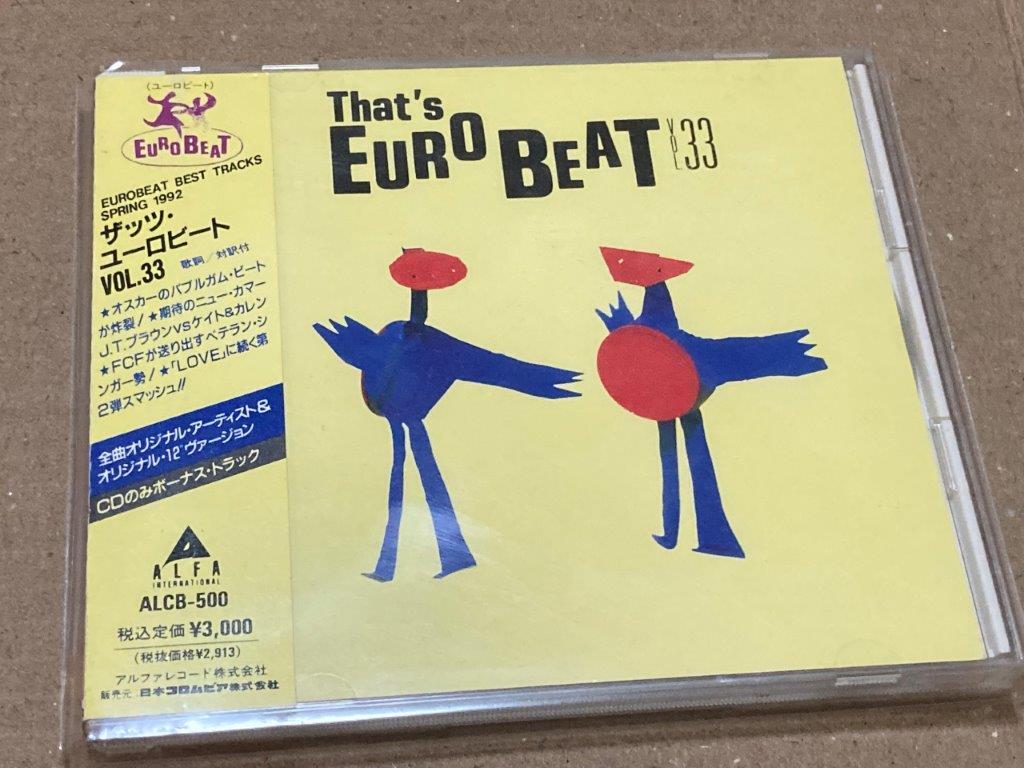 (ユーロビート)
EUROBEAT
EUROBEAT BEST TRACKS
SPRING 1992
ザッツ・
ユーロビート
VOL.33 歌詞/対訳付
★オスカーのバブルガム・ビート
が炸裂!★期待のニュー・カマー
J.T.ブラウンVSケイト&カレン
★FCFが送り出すベテラン・シ
ンガー勢!★「LOVE」に続く第
2弾スマッシュ!!
全曲オリジナル・アーティスト&
オリジナル・12"ヴァージョン
CDのみボーナス・トラック
ALFA
INTERNATIONAL
ALCB-500
税込定価¥3,000
(税抜価格¥2,913)
アルファレコード株式会社
販売元:日本コロムビア株式会社
That's
EURO BEAT VOL 33